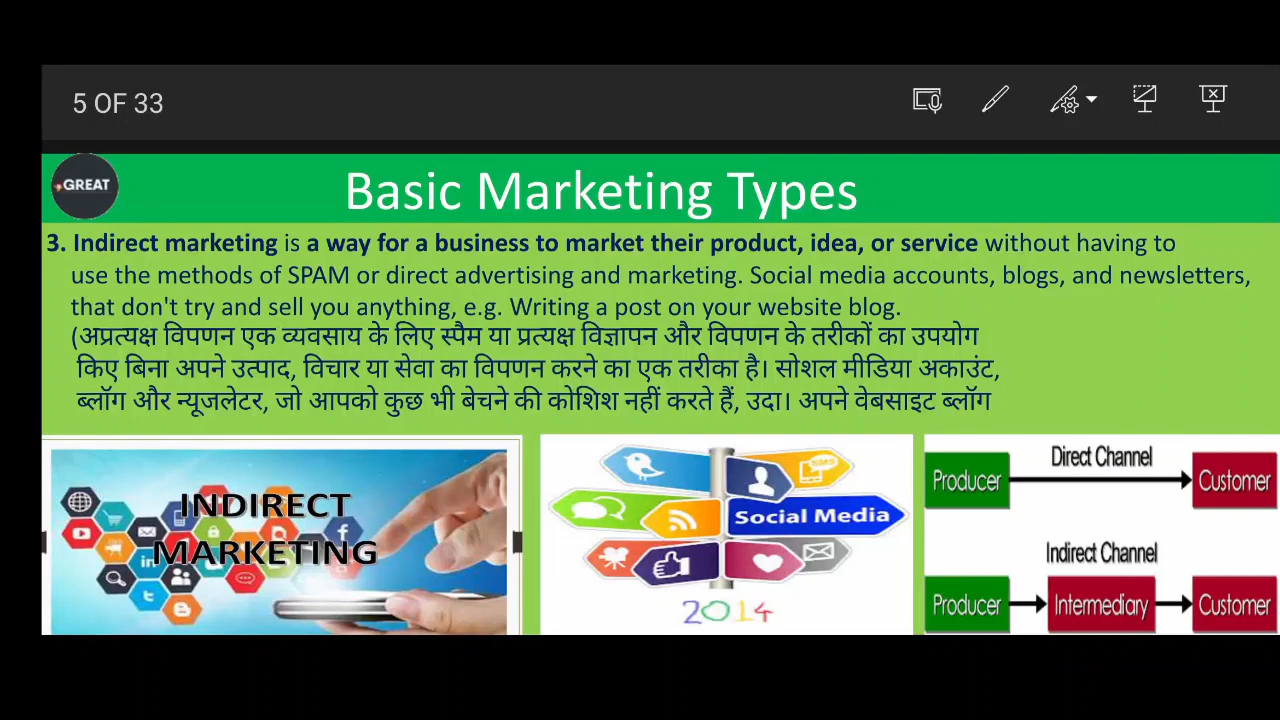 5 OF 33
GREAT
Basic Marketing Types
3. Indirect marketing is a way for a business to market their product, idea, or service without having to
use the methods of SPAM or direct advertising and marketing. Social media accounts, blogs, and newsletters,
that don't try and sell you anything, e.g. Writing a post on your website blog.
(अप्रत्यक्ष विपणन एक व्यवसाय के लिए स्पैम या प्रत्यक्ष विज्ञापन और विपणन के तरीकों का उपयोग
किए बिना अपने उत्पाद, विचार या सेवा का विपणन करने का एक तरीका है। सोशल मीडिया अकाउंट,
ब्लॉग और न्यूजलेटर, जो आपको कुछ भी बेचने की कोशिश नहीं करते हैं, उदा। अपने वेबसाइट ब्लॉग
INDIRECT
MARKETING
SMS
Social Media
2014
Direct Channel
Producer
Customer
Indirect Channel
Producer
Intermediary
Customer